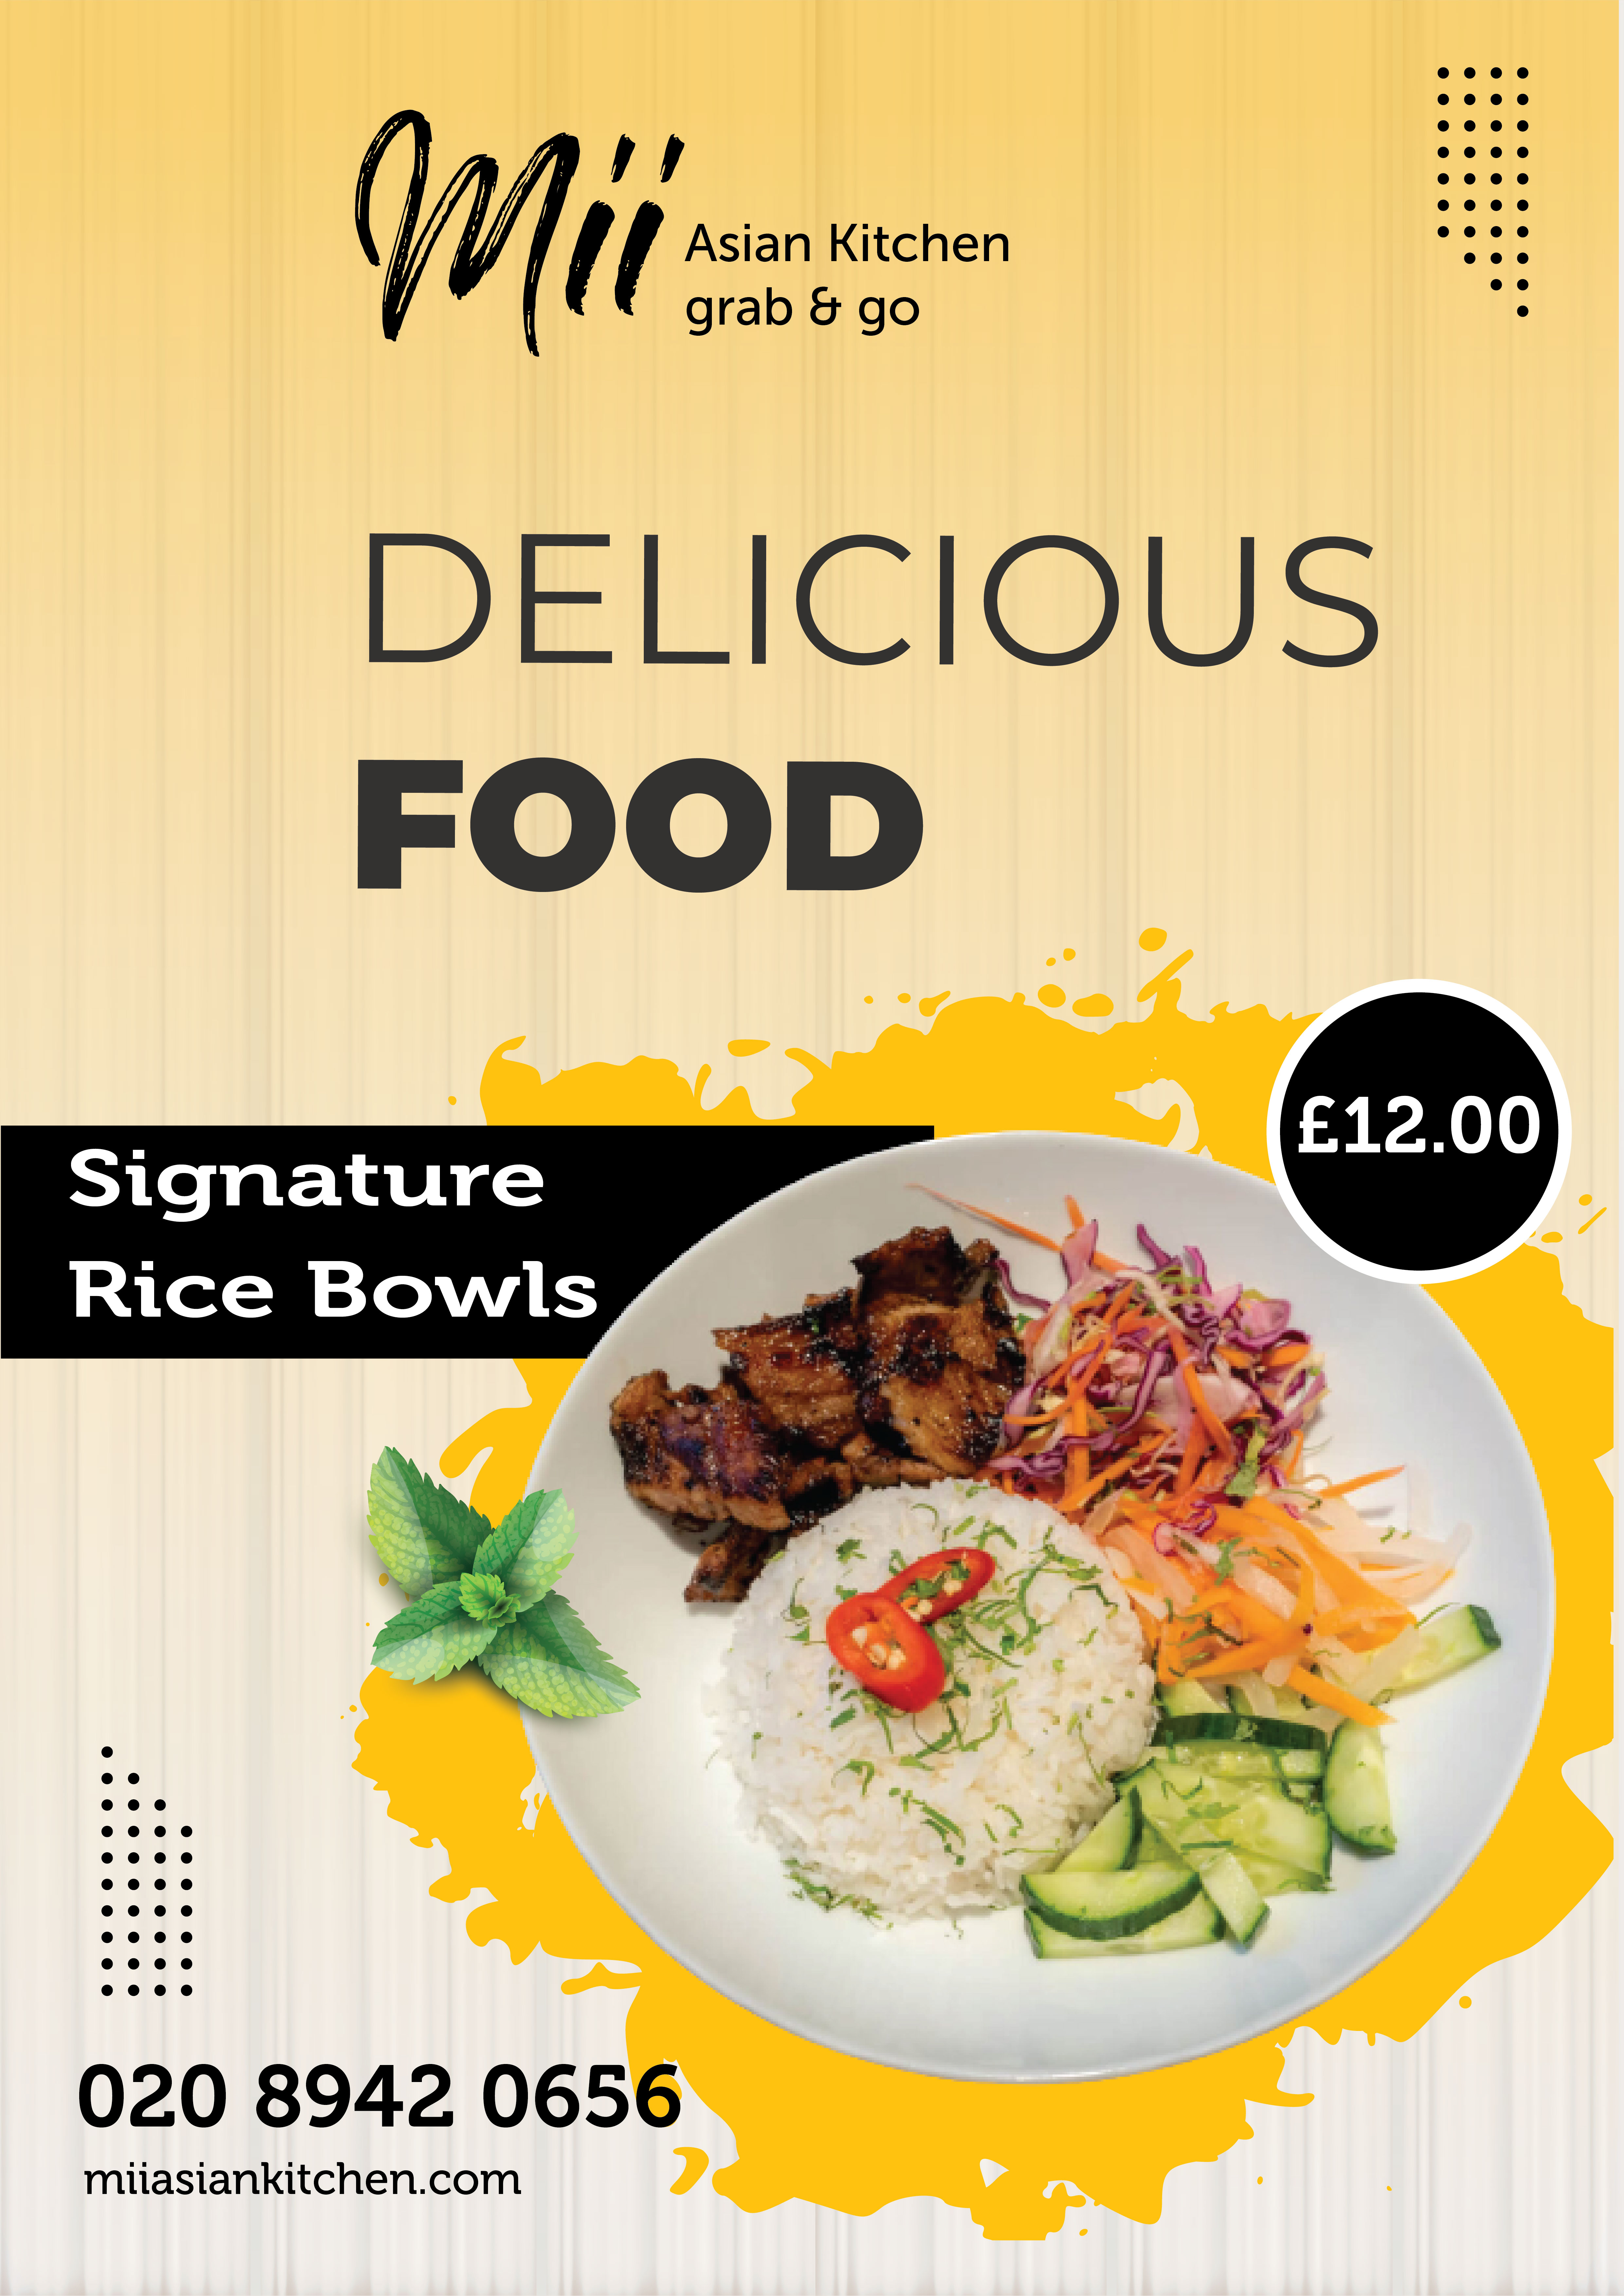 Mii
Asian Kitchen
grab & go
DELICIOUS
FOOD
£12.00
Signature
Rice Bowls
020 8942 0656
miiasiankitchen.com